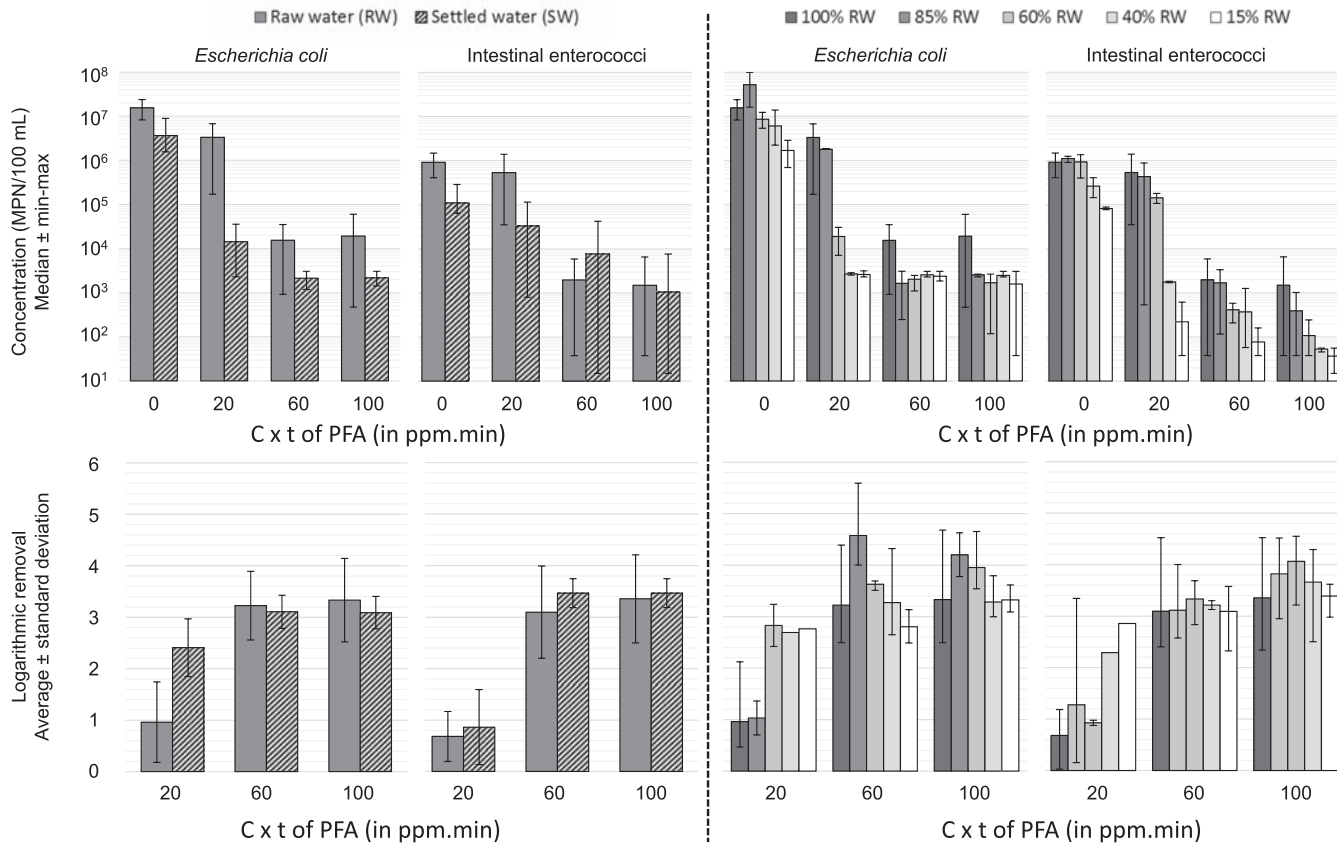 Raw water (RW) Settled water (SW)
100% RW 85% RW 60% RW 40% RW 15% RW
Escherichia coli Intestinal enterococci
Escherichia coli Intestinal enterococci
Concentration (MPN/100 mL)
Median ± min-max
10⁸
10⁷
10⁶
10⁵
10⁴
10³
10²
10¹
0 20 60 100
0 20 60 100
0 20 60 100
0 20 60 100
C x t of PFA (in ppm.min)
C x t of PFA (in ppm.min)
Logarithmic removal
Average ± standard deviation
6
5
4
3
2
1
0
20 60 100
20 60 100
20 60 100
20 60 100
C x t of PFA (in ppm.min)
C x t of PFA (in ppm.min)